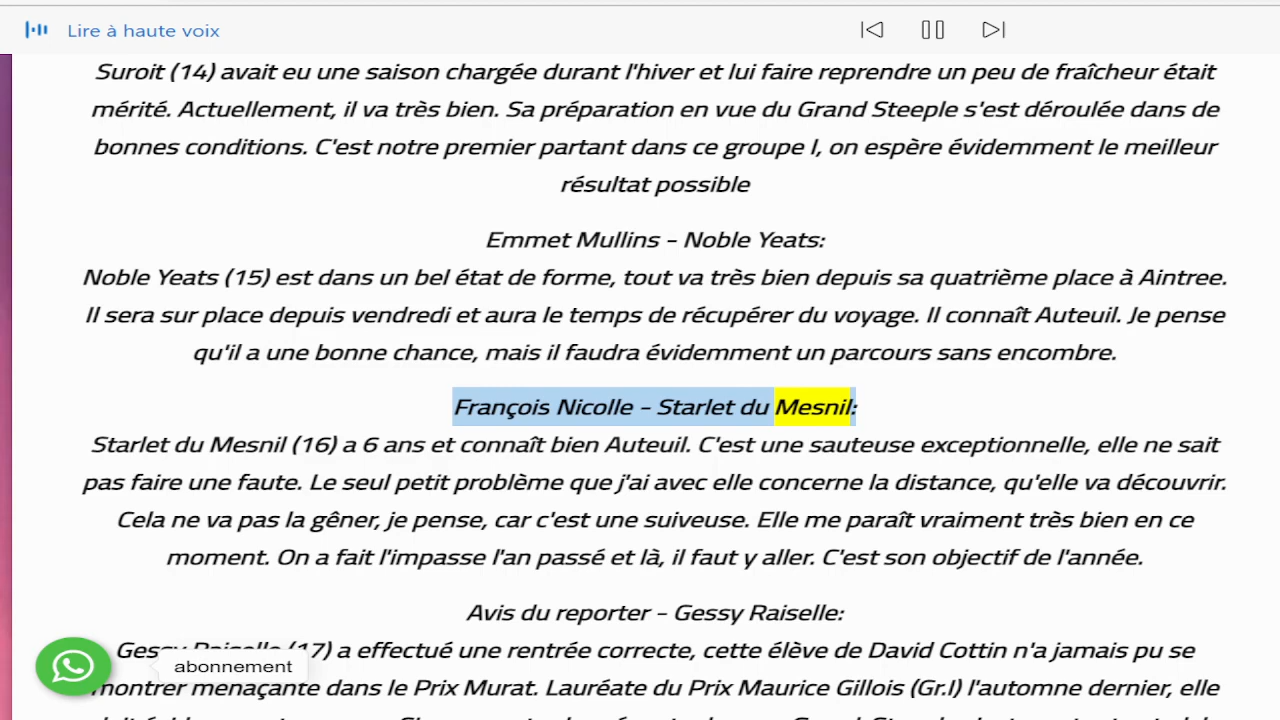 Lire à haute voix
Suroit (14) avait eu une saison chargée durant l'hiver et lui faire reprendre un peu de fraîcheur était
mérité. Actuellement, il va très bien. Sa préparation en vue du Grand Steeple s'est déroulée dans de
bonnes conditions. C'est notre premier partant dans ce groupe I, on espère évidemment le meilleur
résultat possible
Emmet Mullins - Noble Yeats:
Noble Yeats (15) est dans un bel état de forme, tout va très bien depuis sa quatrième place à Aintree.
Il sera sur place depuis vendredi et aura le temps de récupérer du voyage. Il connaît Auteuil. Je pense
qu'il a une bonne chance, mais il faudra évidemment un parcours sans encombre.
François Nicolle - Starlet du Mesnil:
Starlet du Mesnil (16) a 6 ans et connaît bien Auteuil. C'est une sauteuse exceptionnelle, elle ne sait
pas faire une faute. Le seul petit problème que j'ai avec elle concerne la distance, qu'elle va découvrir.
Cela ne va pas la gêner, je pense, car c'est une suiveuse. Elle me paraît vraiment très bien en ce
moment. On a fait l'impasse l'an passé et là, il faut y aller. C'est son objectif de l'année.
Avis du reporter - Gessy Raiselle:
Gessy Raiselle (17) a effectué une rentrée correcte, cette élève de David Cottin n'a jamais pu se
abonnement
montrer menaçante dans le Prix Murat. Lauréate du Prix Maurice Gillois (Gr.I) l'automne dernier, elle